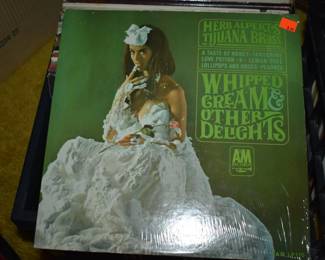 HERB ALPERT'S
TIJUANA BRASS
A TASTE OF HONEY • TANGERINE
LOVE POTION #9 • LEMON TREE
LOLLIPOPS AND ROSES • PEANUTS
WHIPPED
CREAM &
OTHER
DELIGHTS
A&M